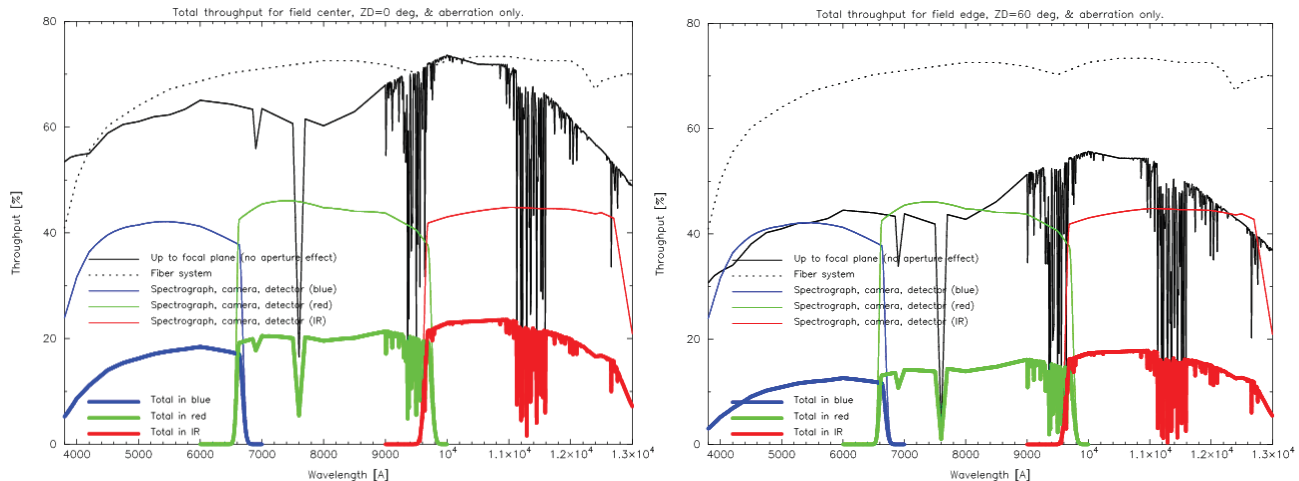 Total throughput for field center, ZD=0 deg, & aberration only.
Throughput [%]
80
60
40
20
0
Up to focal plane (no aperture effect)
Fiber system
Spectrograph, camera, detector (blue)
Spectrograph, camera, detector (red)
Spectrograph, camera, detector (IR)
Total in blue
Total in red
Total in IR
4000 5000 6000 7000 8000 9000 10⁴ 1.1×10⁴ 1.2×10⁴ 1.3×10⁴
Wavelength [A]
Total throughput for field edge, ZD=60 deg, & aberration only.
Throughput [%]
80
60
40
20
0
Up to focal plane (no aperture effect)
Fiber system
Spectrograph, camera, detector (blue)
Spectrograph, camera, detector (red)
Spectrograph, camera, detector (IR)
Total in blue
Total in red
Total in IR
4000 5000 6000 7000 8000 9000 10⁴ 1.1×10⁴ 1.2×10⁴ 1.3×10⁴
Wavelength [A]